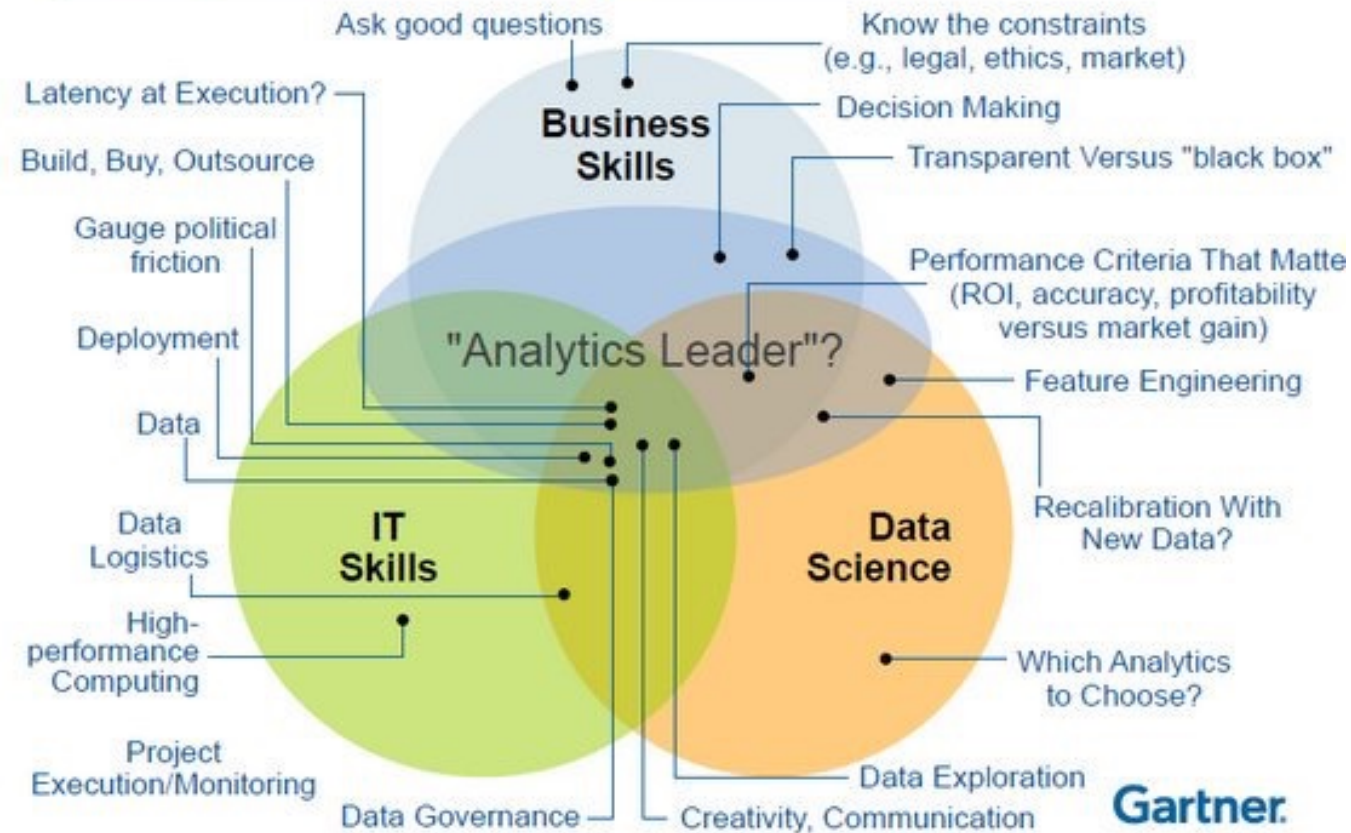 Ask good questions
Know the constraints
(e.g., legal, ethics, market)
Latency at Execution?
Decision Making
Business
Skills
Build, Buy, Outsource
Transparent Versus "black box"
Gauge political
friction
Performance Criteria That Matte
(ROI, accuracy, profitability
versus market gain)
Deployment
"Analytics Leader"?
Feature Engineering
Data
IT
Skills
Data
Science
Recalibration With
New Data?
Data
Logistics
High-
performance
Computing
Which Analytics
to Choose?
Project
Execution/Monitoring
Data Exploration
Data Governance
Creativity, Communication
Gartner.